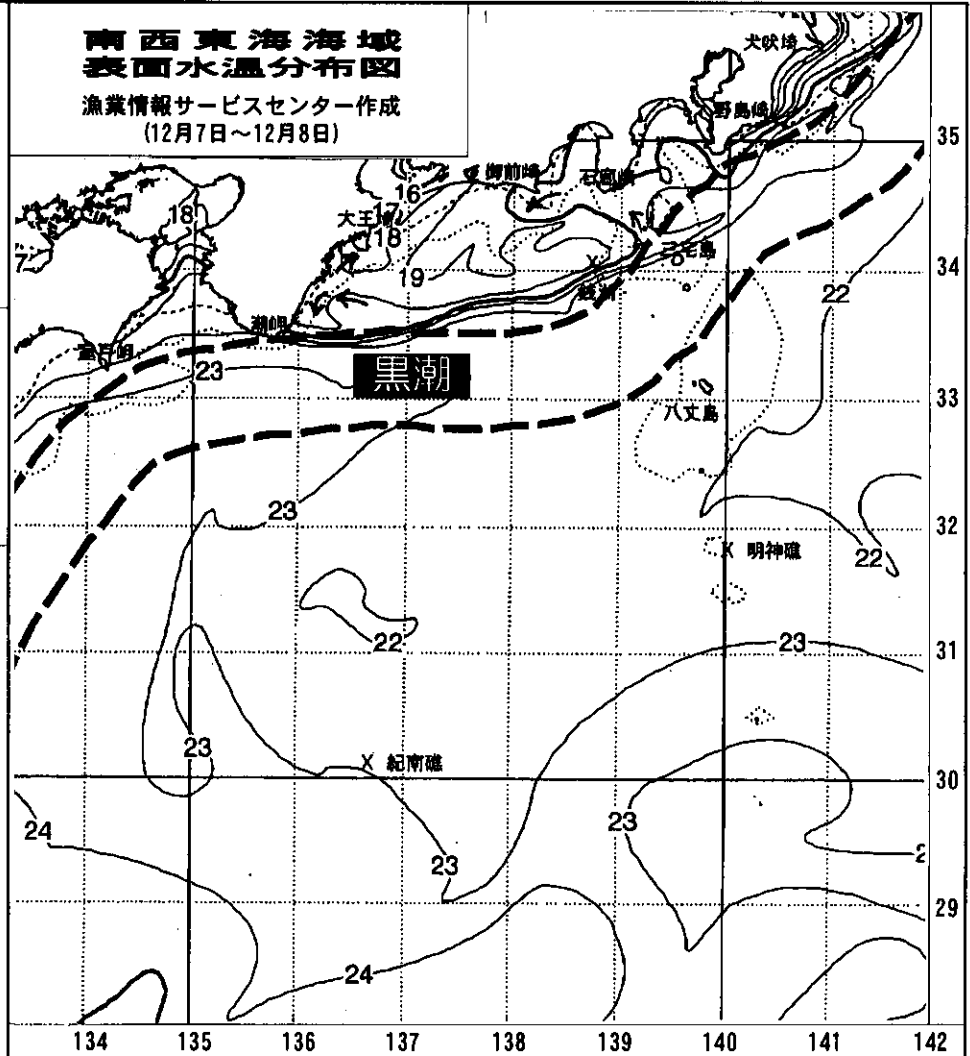 南西東海海域
表面水温分布図
漁業情報サービスセンター作成
(12月7日～12月8日)
犬吠埼
野島崎
35
御前崎
石廊崎
16
18
大王崎
17
18
三宅島
34
19
銭洲
22
潮岬
室戸岬
23
黒潮
八丈島
33
23
32
X 明神礁
22
22
31
23
23
X 紀南礁
30
24
23
23
29
24
134 135 136 137 138 139 140 141 142